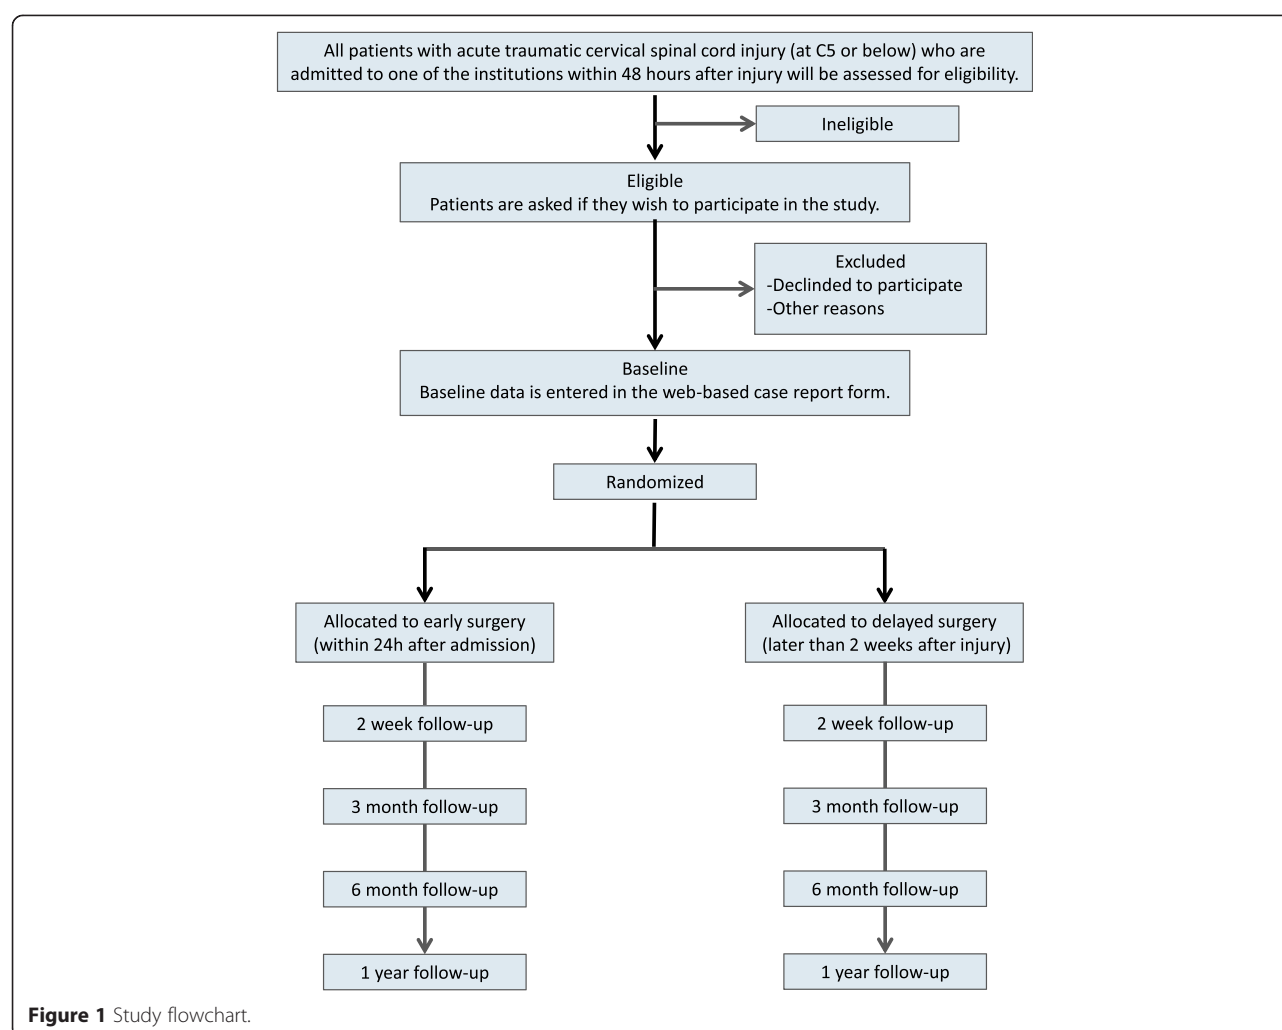 All patients with acute traumatic cervical spinal cord injury (at C5 or below) who are
admitted to one of the institutions within 48 hours after injury will be assessed for eligibility.
Ineligible
Eligible
Patients are asked if they wish to participate in the study.
Excluded
-Declinded to participate
-Other reasons
Baseline
Baseline data is entered in the web-based case report form.
Randomized
Allocated to early surgery
(within 24h after admission)
Allocated to delayed surgery
(later than 2 weeks after injury)
2 week follow-up
2 week follow-up
3 month follow-up
3 month follow-up
6 month follow-up
6 month follow-up
1 year follow-up
1 year follow-up
Figure 1 Study flowchart.